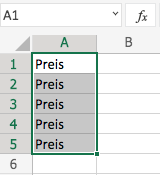 A1 fx
A B
1 Preis
2 Preis
3 Preis
4 Preis
5 Preis
6